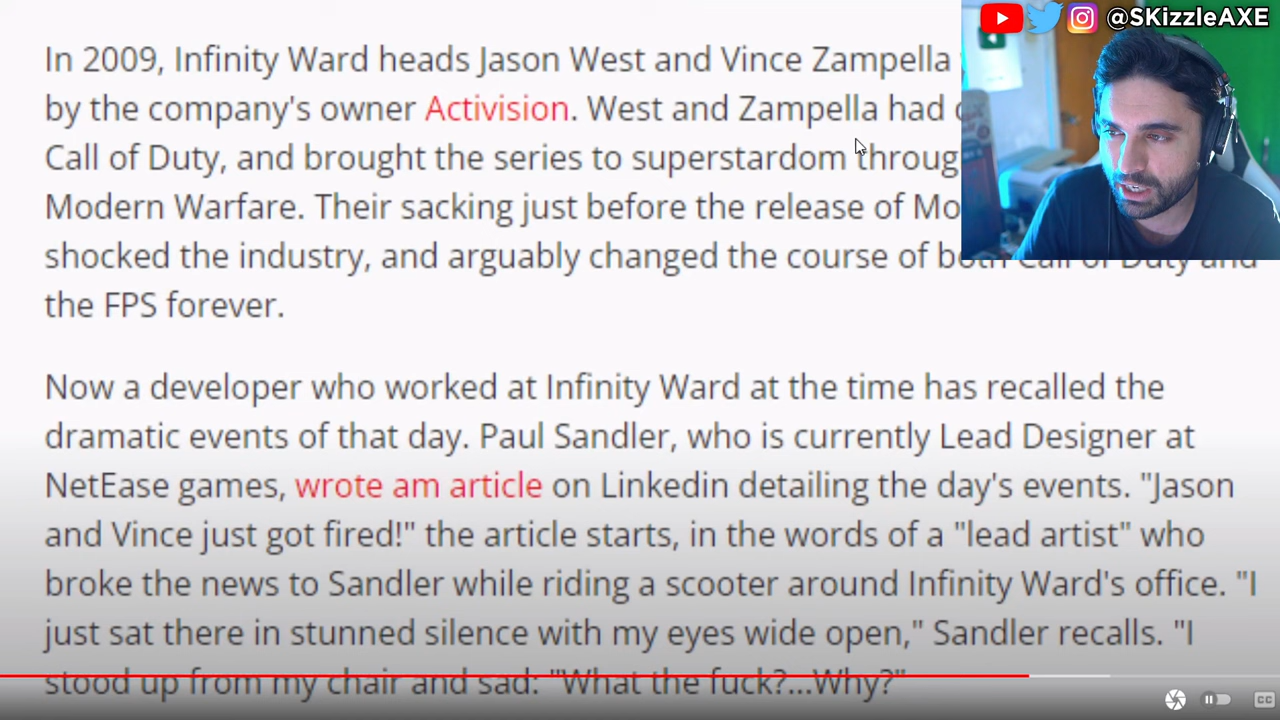 @SKizzleAXE
In 2009, Infinity Ward heads Jason West and Vince Zampella
by the company's owner Activision. West and Zampella had
Call of Duty, and brought the series to superstardom throug
Modern Warfare. Their sacking just before the release of Mo
shocked the industry, and arguably changed the course of both Call of Duty and
the FPS forever.
Now a developer who worked at Infinity Ward at the time has recalled the
dramatic events of that day. Paul Sandler, who is currently Lead Designer at
NetEase games, wrote am article on Linkedin detailing the day's events. "Jason
and Vince just got fired!" the article starts, in the words of a "lead artist" who
broke the news to Sandler while riding a scooter around Infinity Ward's office. "I
just sat there in stunned silence with my eyes wide open," Sandler recalls. "I
stood up from my chair and sad: "What the fuck?...Why?"
CC